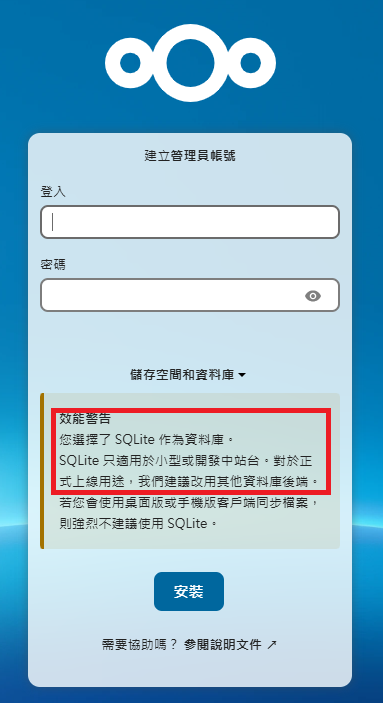 建立管理員帳號
登入
密碼
儲存空間和資料庫
效能警告
您選擇了 SQLite 作為資料庫。
SQLite 只適用於小型或開發中站台。對於正
式上線用途，我們建議改用其他資料庫後端。
若您會使用桌面版或手機版客戶端同步檔案，
則強烈不建議使用 SQLite。
安裝
需要協助嗎？ 參閱說明文件 ↗